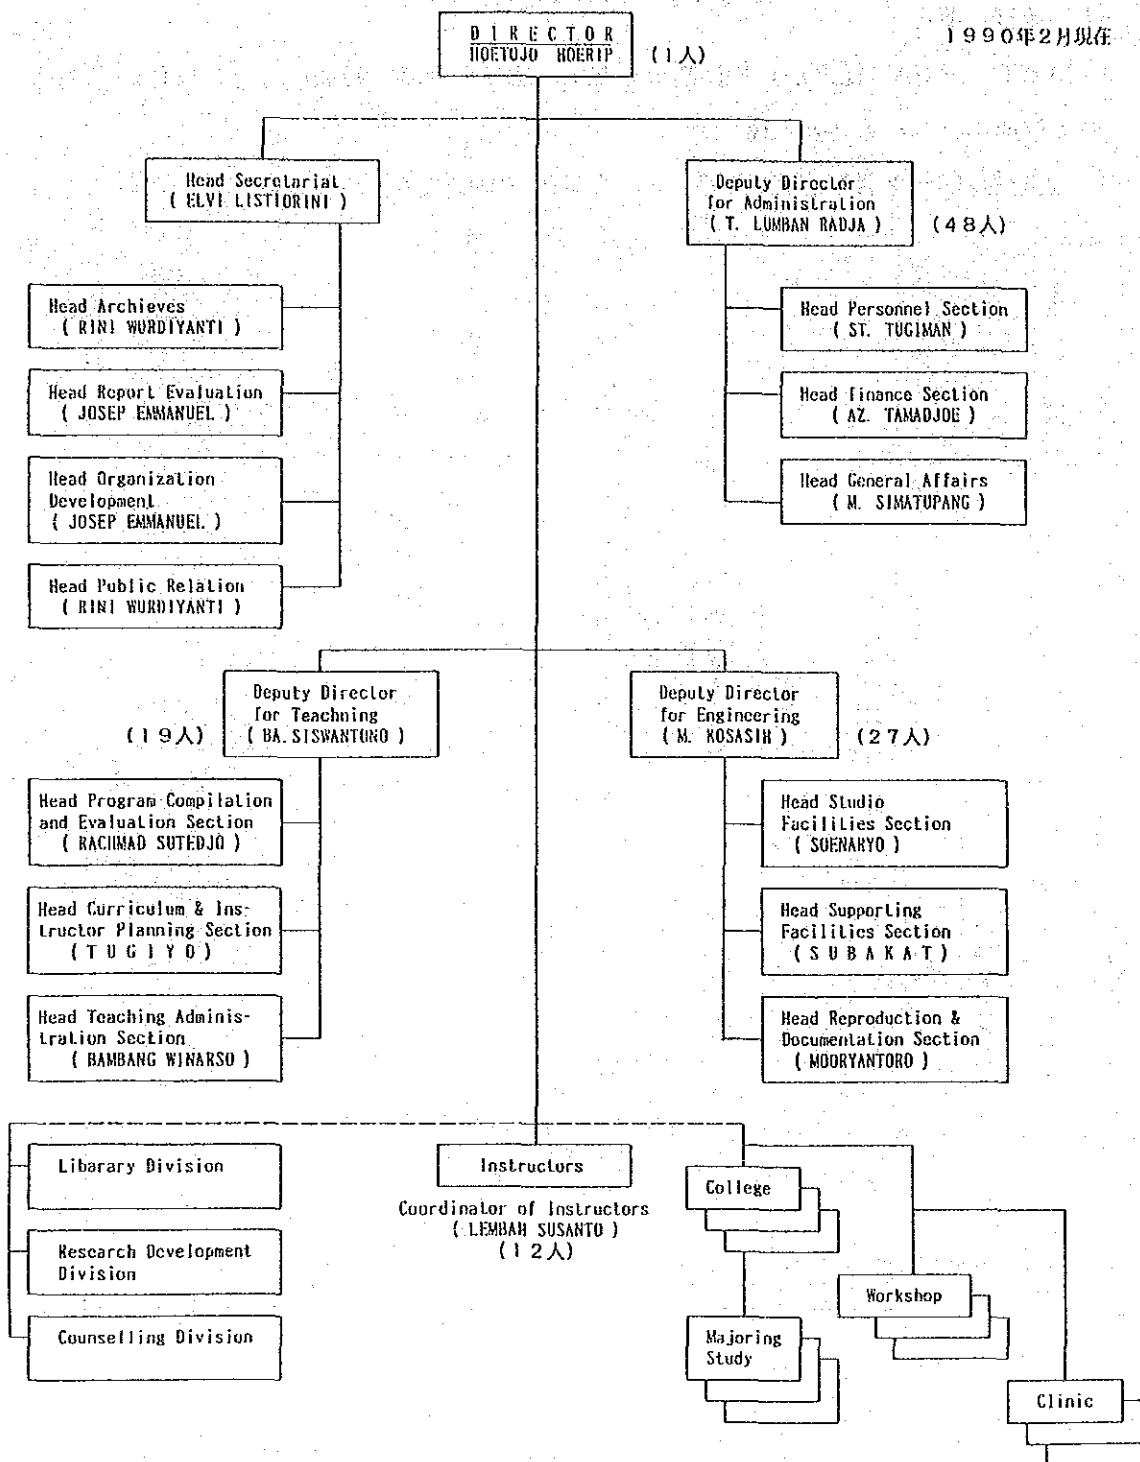 1990年2月現在
DIRECTOR
HOETOJO HOERIP
(1人)
Head Secretarial
( ELVI LISTIORINI )
Deputy Director
for Administration
( T. LUMBAN RADJA )
(48人)
Head Archieves
( RINI WURDIYANTI )
Head Report Evaluation
( JOSEP EMMANUEL )
Head Organization
Development
( JOSEP EMMANUEL )
Head Public Relation
( RINI WURDIYANTI )
Head Personnel Section
( ST. TUGIMAN )
Head Finance Section
( AZ. TAMADJOE )
Head General Affairs
( M. SIMATUPANG )
Deputy Director
for Teachning
( BA. SISWANTONO )
(19人)
Deputy Director
for Engineering
( M. KOSASIH )
(27人)
Head Program Compilation
and Evaluation Section
( RACHMAD SUTEDJO )
Head Curriculum & Ins-
tructor Planning Section
( T U G I Y O )
Head Teaching Adminis-
tration Section
( BAMBANG WINARSO )
Head Studio
Facilities Section
( SOENARYO )
Head Supporting
Facilities Section
( S U B A K A T )
Head Reproduction &
Documentation Section
( MOORYANTORO )
Libarary Division
Research Development
Division
Counselling Division
Instructors
Coordinator of Instructors
( LEMBAH SUSANTO )
(12人)
College
Majoring
Study
Workshop
Clinic